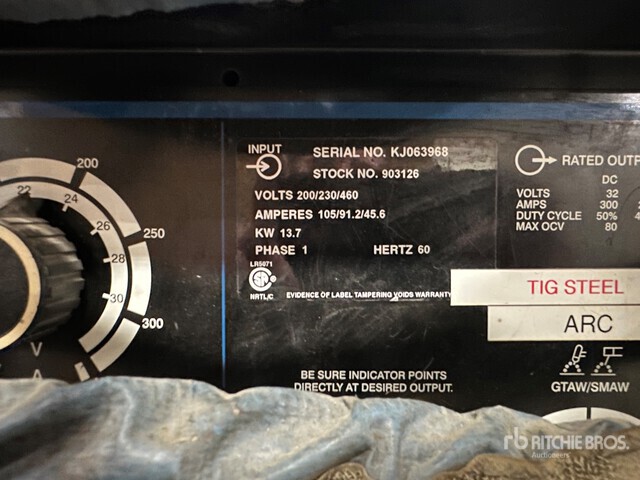 200
22
24
26
28
30
250
300
V
A
INPUT
SERIAL NO. KJ063968
STOCK NO. 903126
VOLTS 200/230/460
AMPERES 105/91.2/45.6
KW 13.7
PHASE 1 HERTZ 60
LR5071
NRTL/C
EVIDENCE OF LABEL TAMPERING VOIDS WARRANTY
BE SURE INDICATOR POINTS
DIRECTLY AT DESIRED OUTPUT.
RATED OUTP
DC
VOLTS 32
AMPS 300
DUTY CYCLE 50%
MAX OCV 80
TIG STEEL
ARC
GTAW/SMAW
rb RITCHIE BROS.
Auctioneers